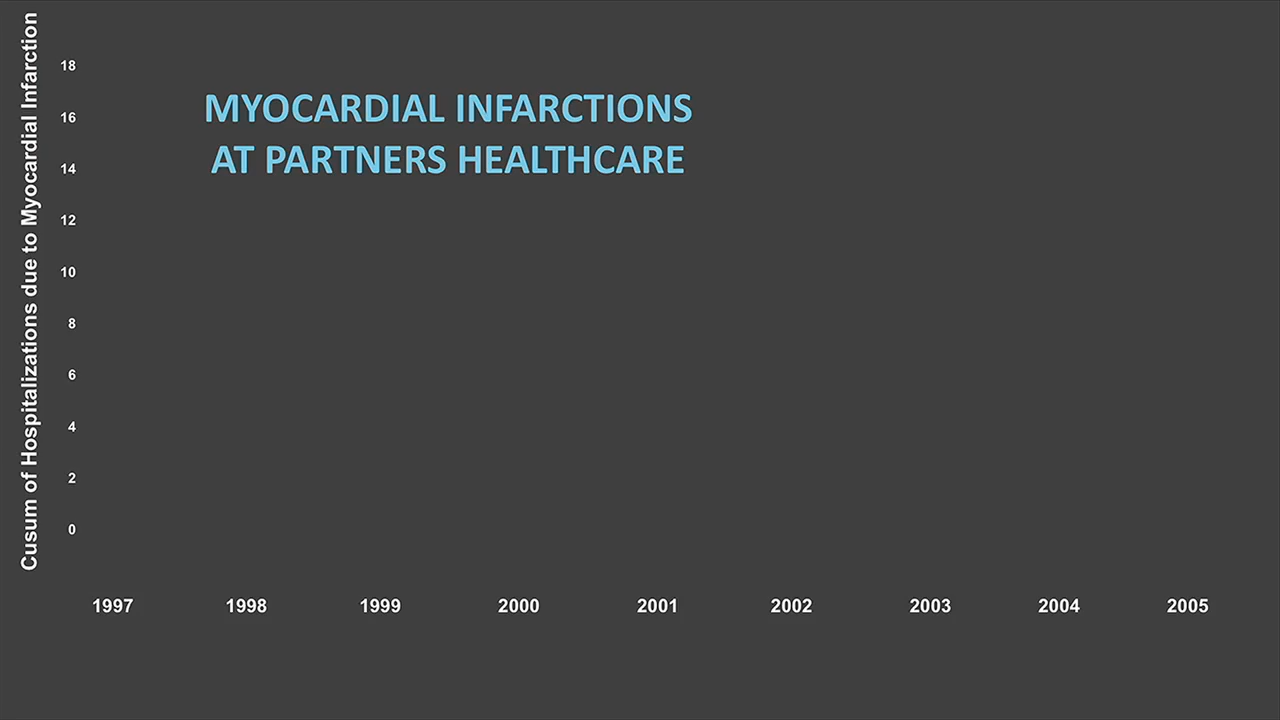 Cusum of Hospitalizations due to Myocardial Infarction
MYOCARDIAL INFARCTIONS
AT PARTNERS HEALTHCARE
18
16
14
12
10
8
6
4
2
0
1997 1998 1999 2000 2001 2002 2003 2004 2005